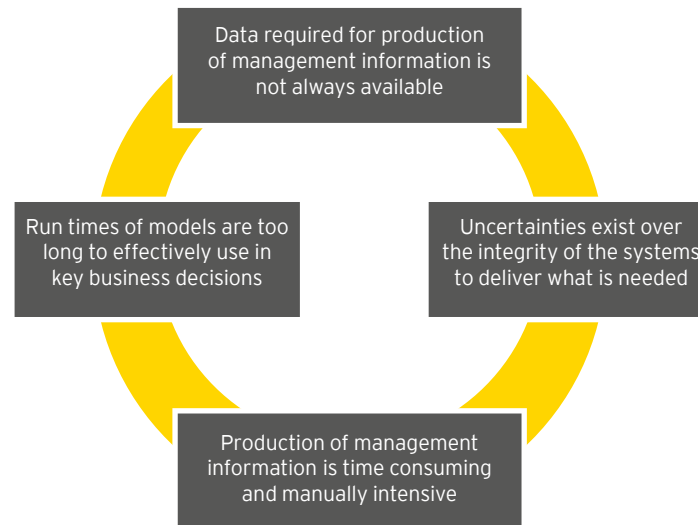 Data required for production
of management information is
not always available
Run times of models are too
long to effectively use in
key business decisions
Uncertainties exist over
the integrity of the systems
to deliver what is needed
Production of management
information is time consuming
and manually intensive